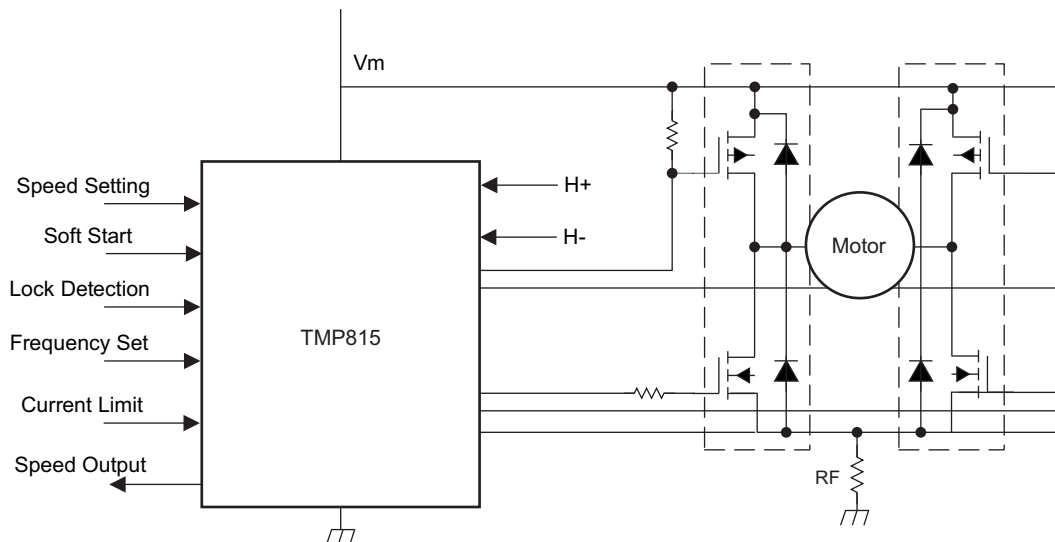 Vm
Speed Setting
Soft Start
Lock Detection
Frequency Set
Current Limit
Speed Output
TMP815
H+
H-
Motor
RF